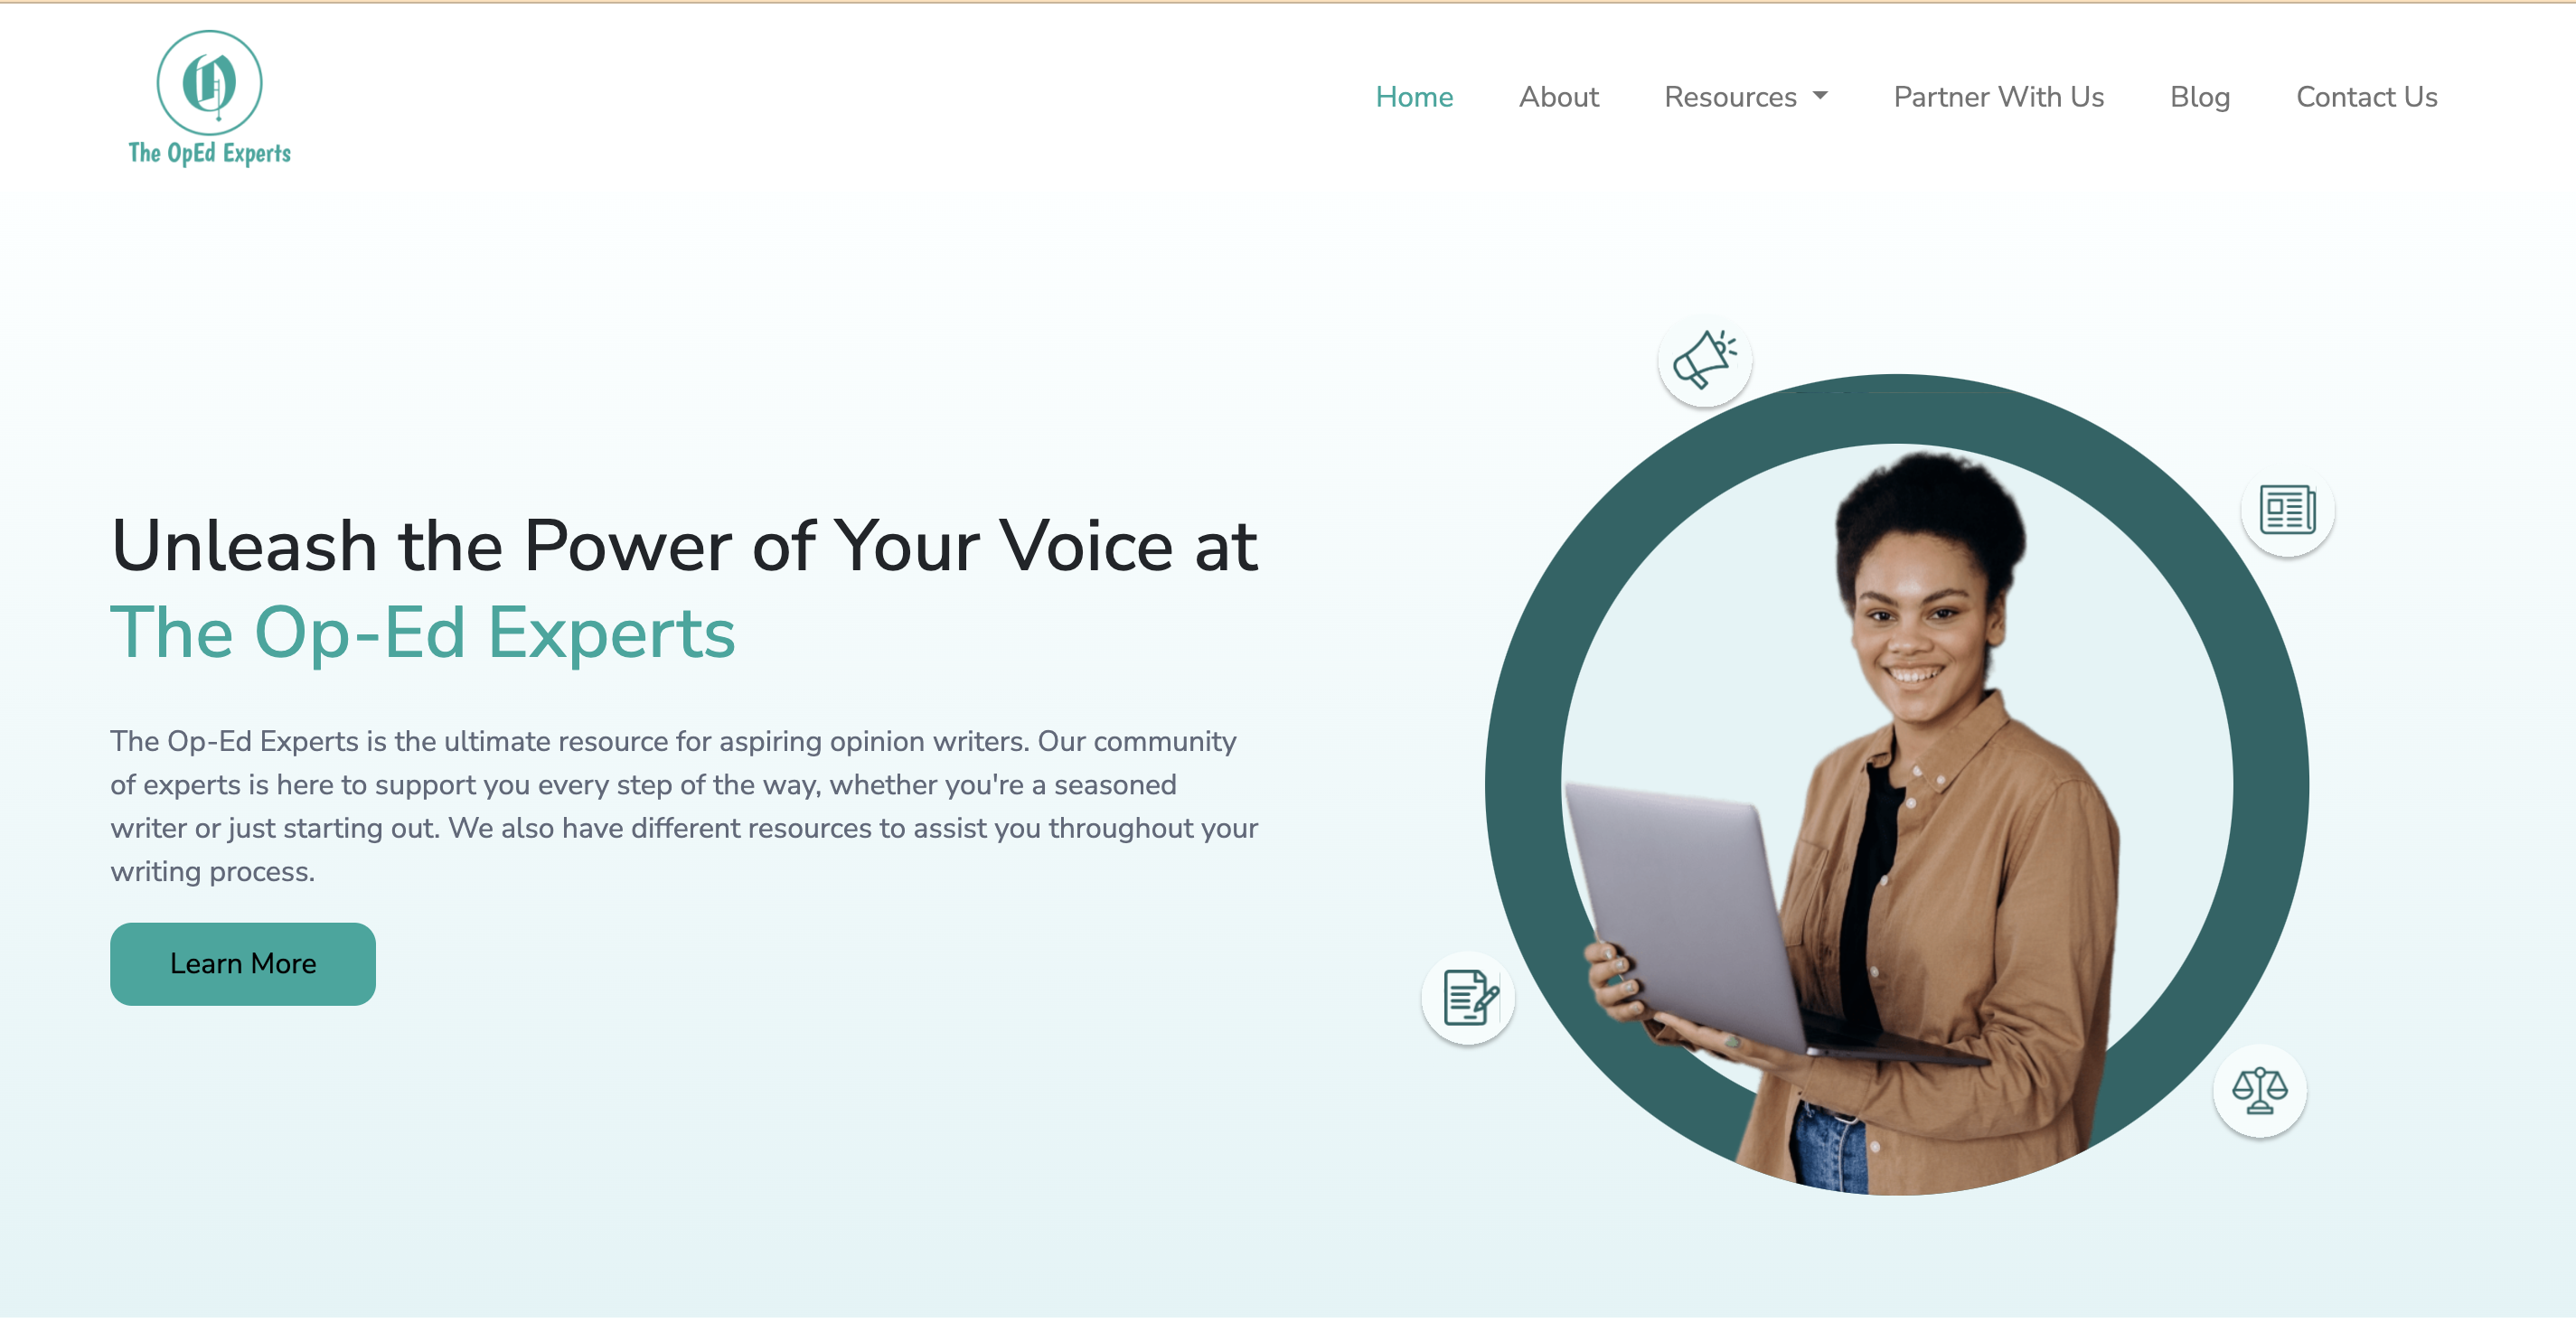 The OpEd Experts
Home About Resources Partner With Us Blog Contact Us
Unleash the Power of Your Voice at
The Op-Ed Experts
The Op-Ed Experts is the ultimate resource for aspiring opinion writers. Our community
of experts is here to support you every step of the way, whether you're a seasoned
writer or just starting out. We also have different resources to assist you throughout your
writing process.
Learn More